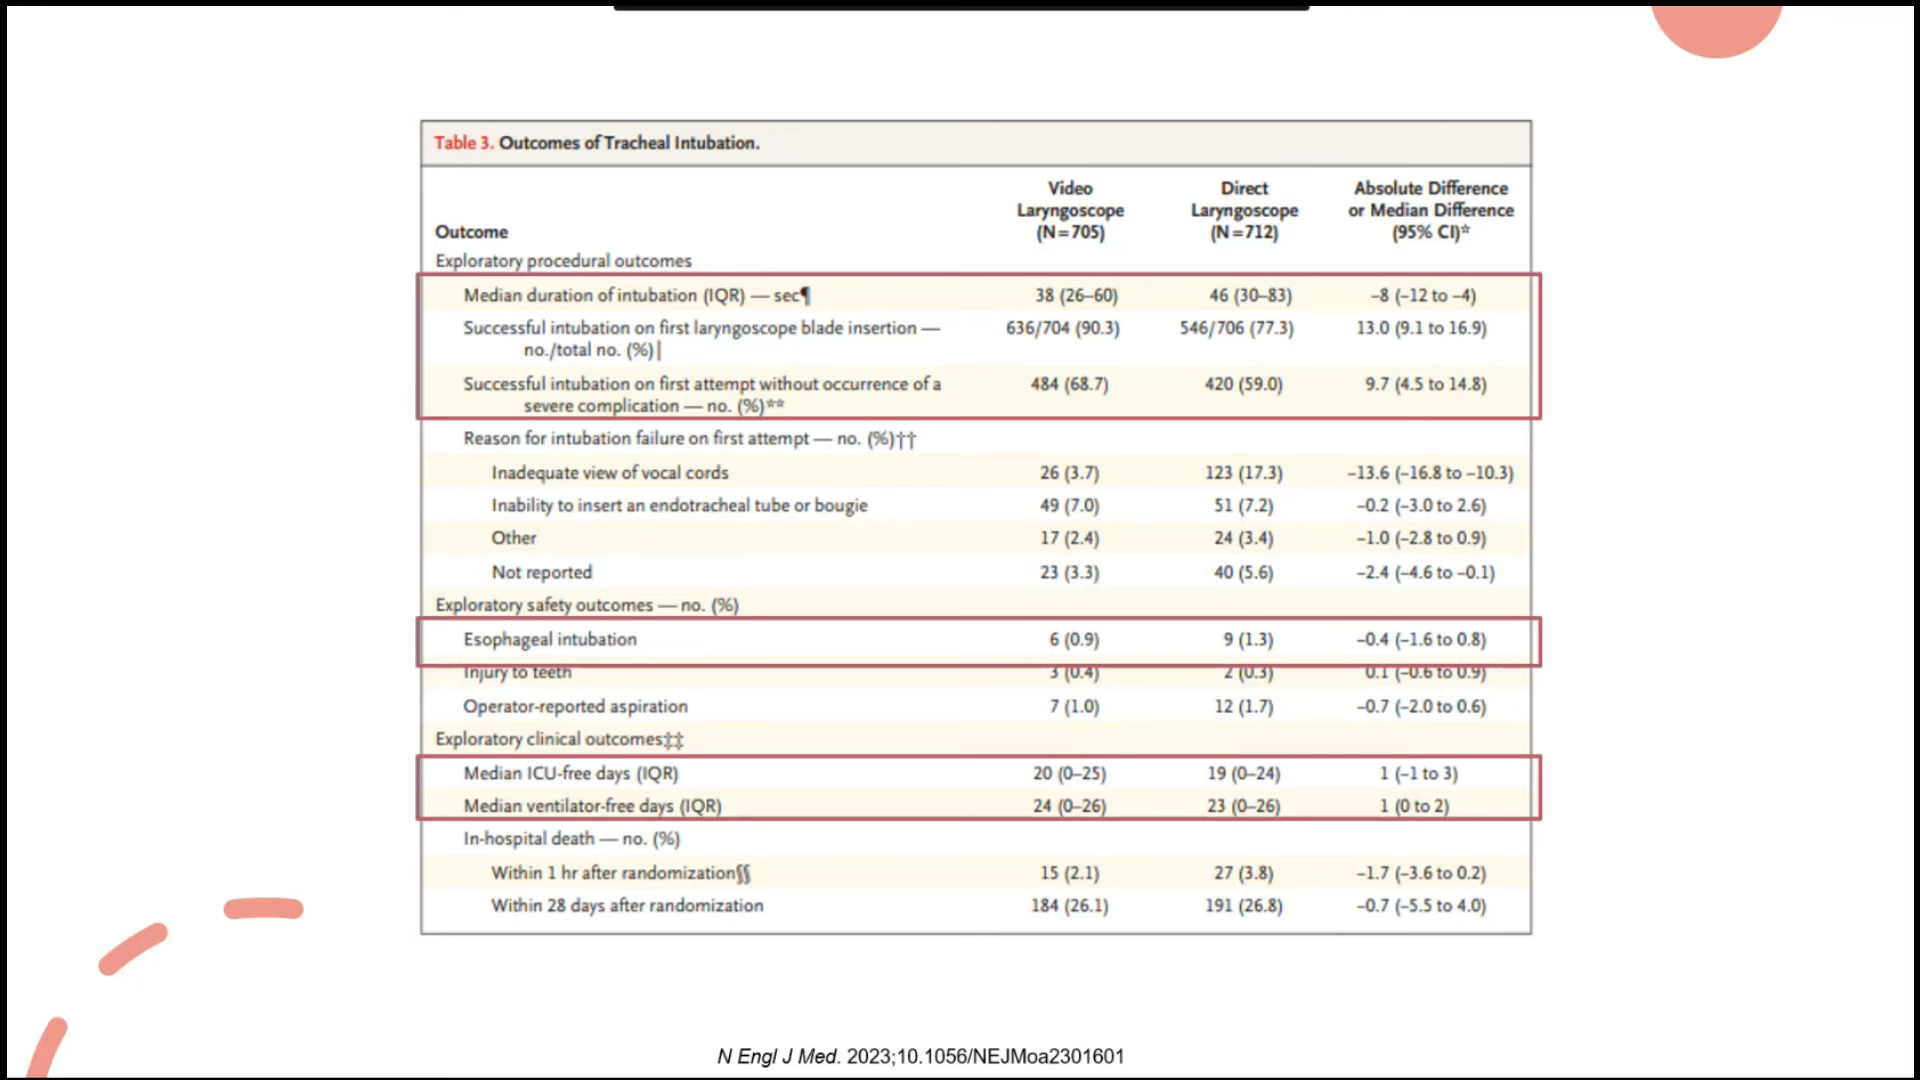 Table 3. Outcomes of Tracheal Intubation.
Outcome Video Laryngoscope (N=705) Direct Laryngoscope (N=712) Absolute Difference or Median Difference (95% CI)*
Exploratory procedural outcomes
Median duration of intubation (IQR) — sec¶ 38 (26–60) 46 (30–83) –8 (–12 to –4)
Successful intubation on first laryngoscope blade insertion — 636/704 (90.3) 546/706 (77.3) 13.0 (9.1 to 16.9)
no./total no. (%)|
Successful intubation on first attempt without occurrence of a 484 (68.7) 420 (59.0) 9.7 (4.5 to 14.8)
severe complication — no. (%)**
Reason for intubation failure on first attempt — no. (%)††
Inadequate view of vocal cords 26 (3.7) 123 (17.3) –13.6 (–16.8 to –10.3)
Inability to insert an endotracheal tube or bougie 49 (7.0) 51 (7.2) –0.2 (–3.0 to 2.6)
Other 17 (2.4) 24 (3.4) –1.0 (–2.8 to 0.9)
Not reported 23 (3.3) 40 (5.6) –2.4 (–4.6 to –0.1)
Exploratory safety outcomes — no. (%)
Esophageal intubation 6 (0.9) 9 (1.3) –0.4 (–1.6 to 0.8)
Injury to teeth 3 (0.4) 2 (0.3) 0.1 (–0.6 to 0.9)
Operator-reported aspiration 7 (1.0) 12 (1.7) –0.7 (–2.0 to 0.6)
Exploratory clinical outcomes‡‡
Median ICU-free days (IQR) 20 (0–25) 19 (0–24) 1 (–1 to 3)
Median ventilator-free days (IQR) 24 (0–26) 23 (0–26) 1 (0 to 2)
In-hospital death — no. (%)
Within 1 hr after randomization§§ 15 (2.1) 27 (3.8) –1.7 (–3.6 to 0.2)
Within 28 days after randomization 184 (26.1) 191 (26.8) –0.7 (–5.5 to 4.0)
N Engl J Med. 2023;10.1056/NEJMoa2301601